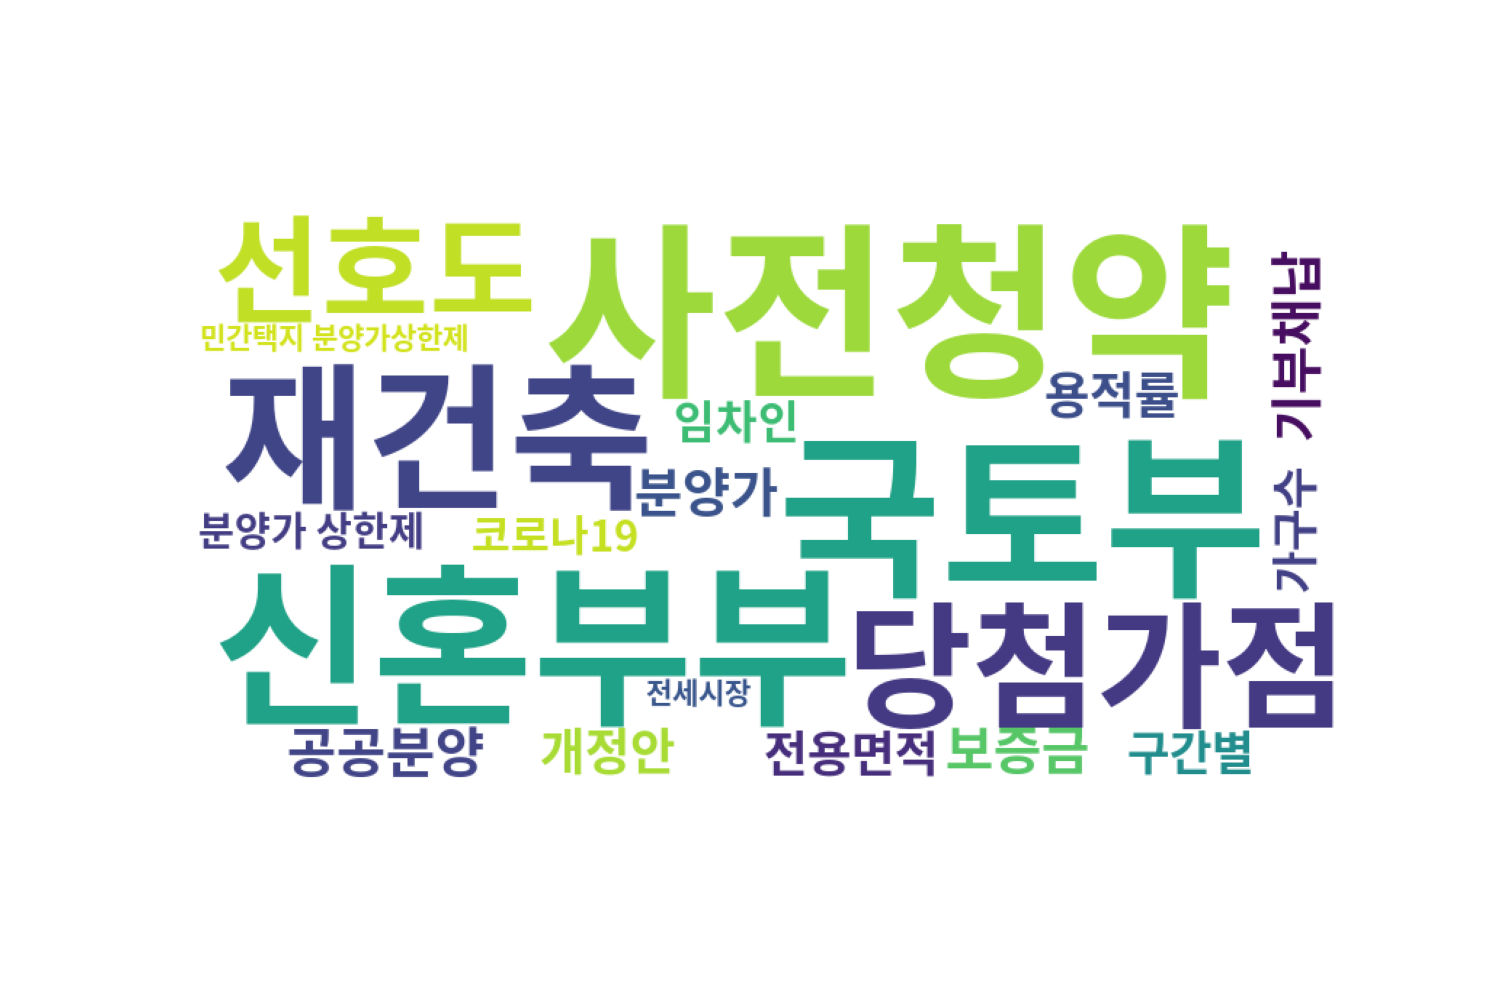 선호도
사전청약
민간택지 분양가상한제
기부채납
재건축
용적률
임차인
국토부
분양가
가구수
분양가 상한제
코로나19
신혼부부
당첨가점
전세시장
공공분양
개정안
전용면적
보증금
구간별